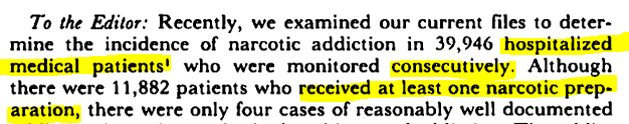 To the Editor: Recently, we examined our current files to deter-
mine the incidence of narcotic addiction in 39,946 hospitalized
medical patients¹ who were monitored consecutively. Although
there were 11,882 patients who received at least one narcotic prep-
aration, there were only four cases of reasonably well documented